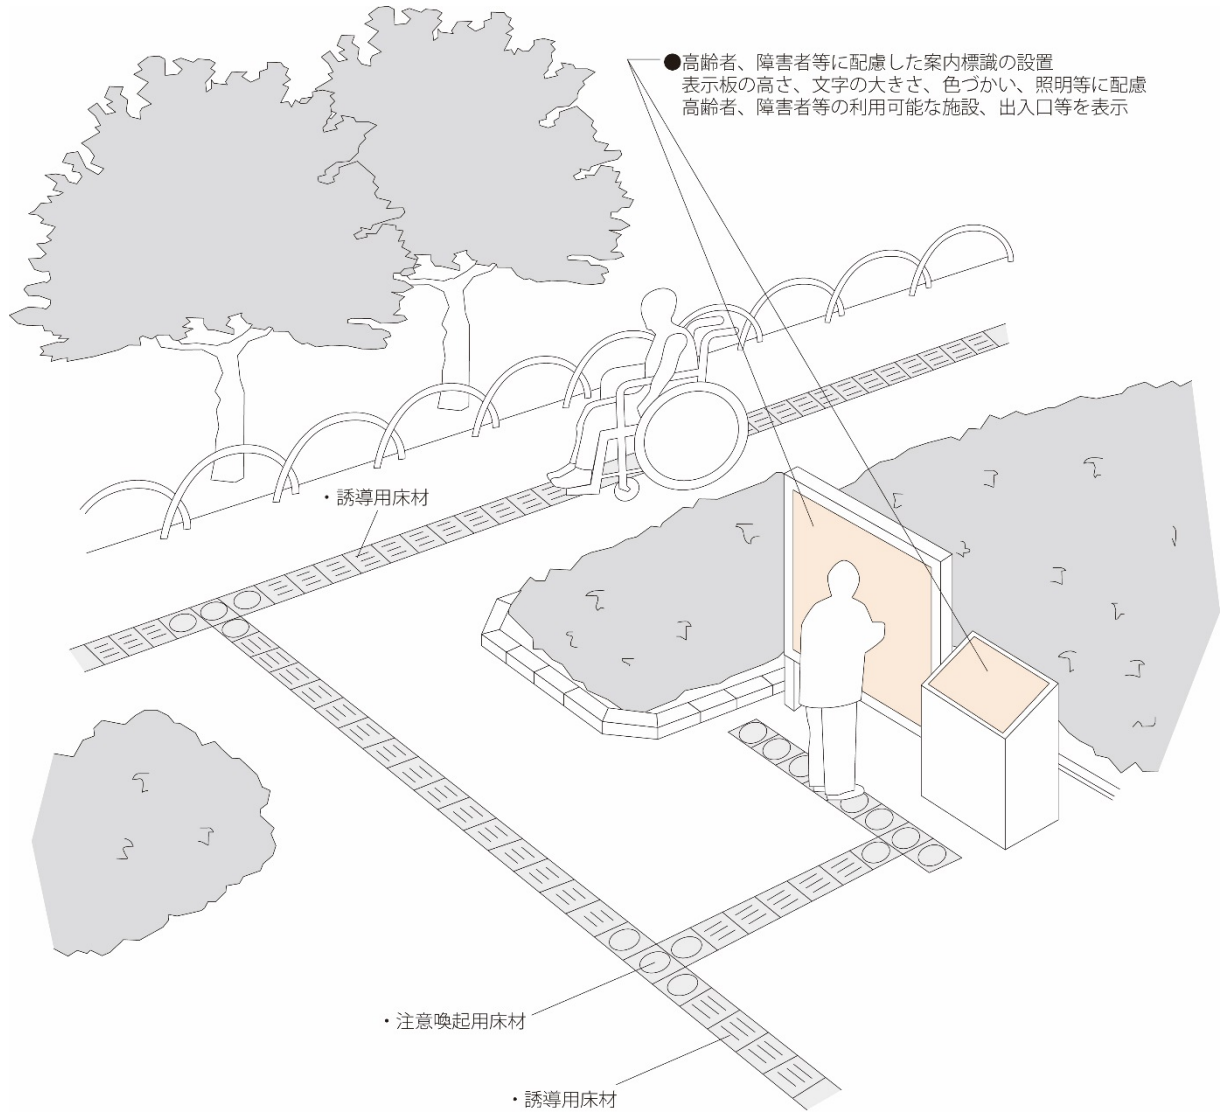 ●高齢者、障害者等に配慮した案内標識の設置
表示板の高さ、文字の大きさ、色づかい、照明等に配慮
高齢者、障害者等の利用可能な施設、出入口等を表示
・誘導用床材
・注意喚起用床材
・誘導用床材